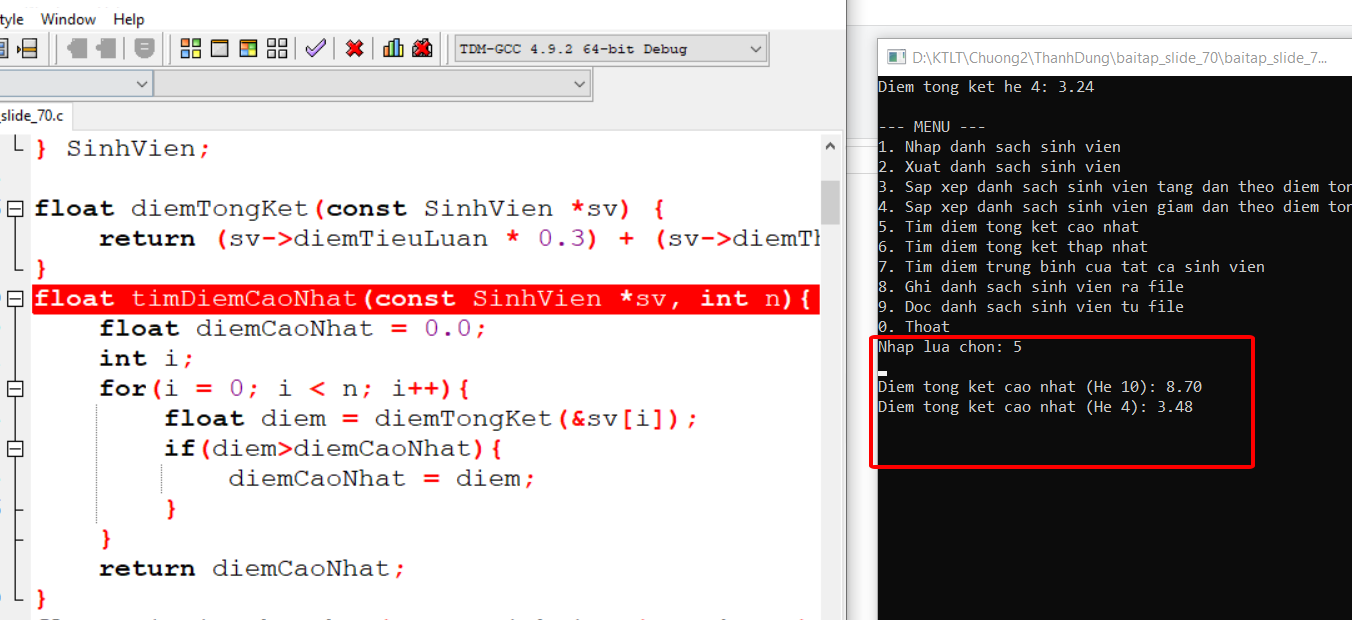 tyle Window Help
TDM-GCC 4.9.2 64-bit Debug
_slide_70.c
} SinhVien;
float diemTongKet(const SinhVien *sv) {
return (sv->diemTieuLuan * 0.3) + (sv->diemTh
}
float timDiemCaoNhat(const SinhVien *sv, int n){
float diemCaoNhat = 0.0;
int i;
for(i = 0; i < n; i++){
float diem = diemTongKet(&sv[i]);
if(diem>diemCaoNhat){
diemCaoNhat = diem;
}
}
return diemCaoNhat;
}
D:\KTLT\Chuong2\ThanhDung\baitap_slide_70\baitap_slide_7...
Diem tong ket he 4: 3.24
--- MENU ---
1. Nhap danh sach sinh vien
2. Xuat danh sach sinh vien
3. Sap xep danh sach sinh vien tang dan theo diem ton
4. Sap xep danh sach sinh vien giam dan theo diem ton
5. Tim diem tong ket cao nhat
6. Tim diem tong ket thap nhat
7. Tim diem trung binh cua tat ca sinh vien
8. Ghi danh sach sinh vien ra file
9. Doc danh sach sinh vien tu file
0. Thoat
Nhap lua chon: 5
Diem tong ket cao nhat (He 10): 8.70
Diem tong ket cao nhat (He 4): 3.48